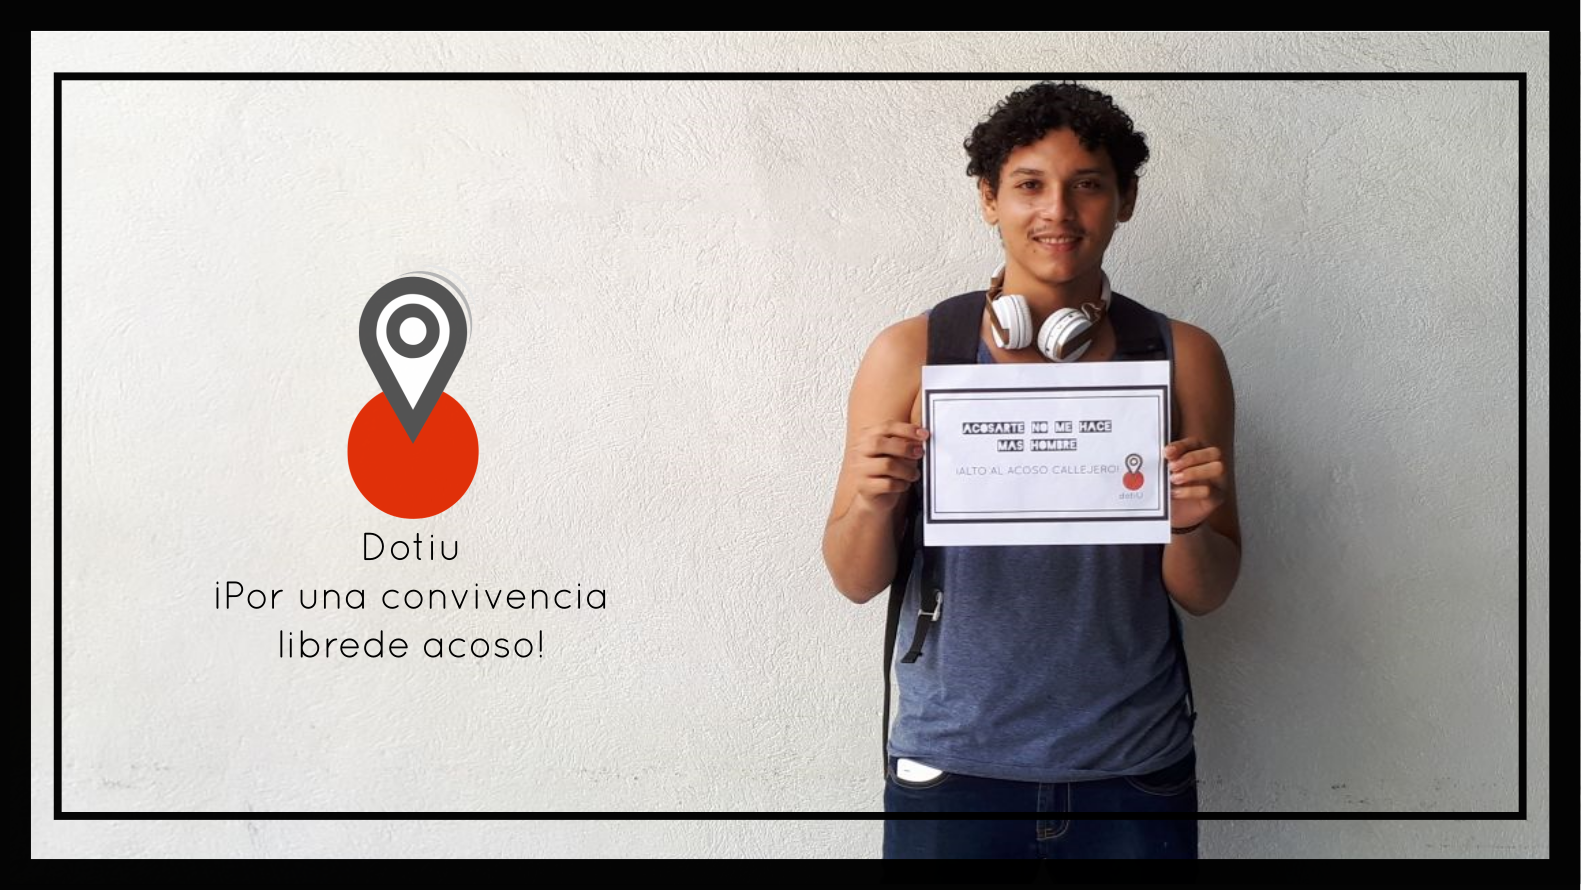 Dotiu
¡Por una convivencia
librede acoso!
ACOSARTE NO ME HACE
MAS HOMBRE
¡ALTO AL ACOSO CALLEJERO!
dotiU